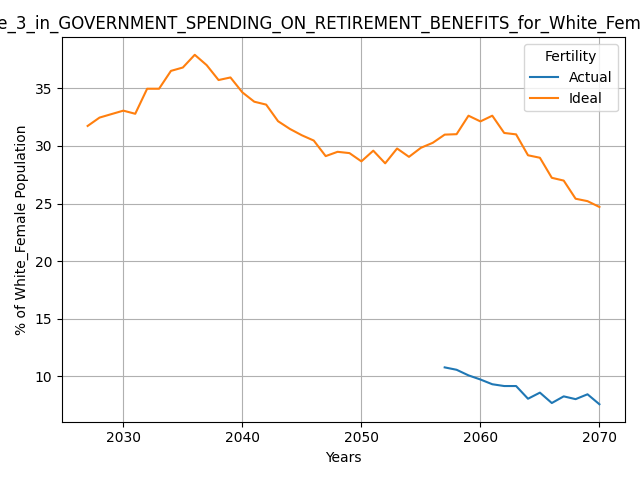 e_3_in_GOVERNMENT_SPENDING_ON_RETIREMENT_BENEFITS_for_White_Fem
Fertility
Actual
Ideal
% of White_Female Population
35
30
25
20
15
10
2030
2040
2050
2060
2070
Years